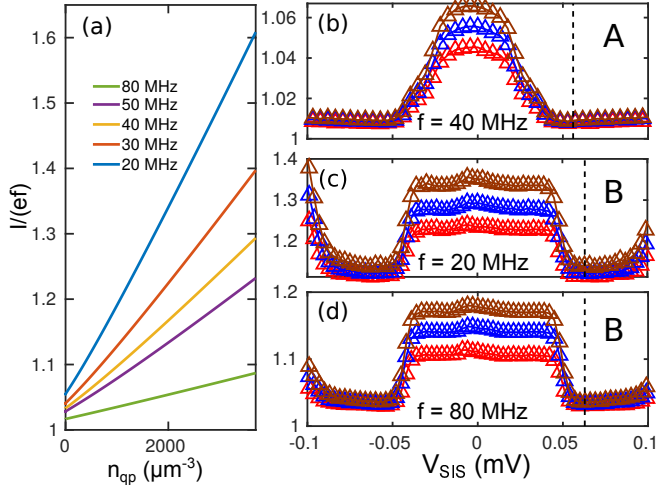 (a)
1.6
1.5
1.4
1.3
1.2
1.1
1
I/(ef)
80 MHz
50 MHz
40 MHz
30 MHz
20 MHz
0
2000
n_qp (μm⁻³)
(b)
A
1.06
1.04
1.02
1
f = 40 MHz
(c)
B
1.4
1.3
1.2
f = 20 MHz
(d)
B
1.2
1.1
1
f = 80 MHz
-0.1
-0.05
0
0.05
0.1
V_SIS (mV)